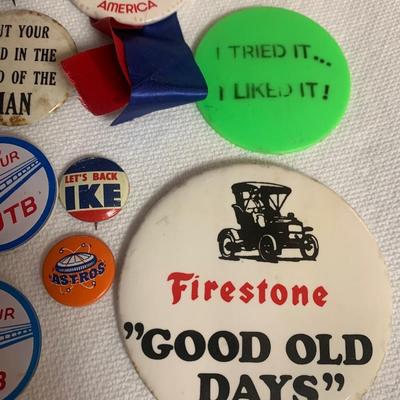 AMERICA
UT YOUR
D IN THE
D OF THE
MAN
I TRIED IT...
I LIKED IT!
UR
UTB
LET'S BACK
IKE
ASTROS
Firestone
"GOOD OLD
DAYS"
UR
B